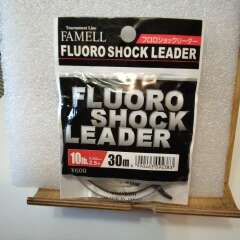 Tournament Line
FAMELL
フロロショックリーダー
FLUORO SHOCK LEADER
FLUORO
SHOCK
LEADER
10lb.
30m